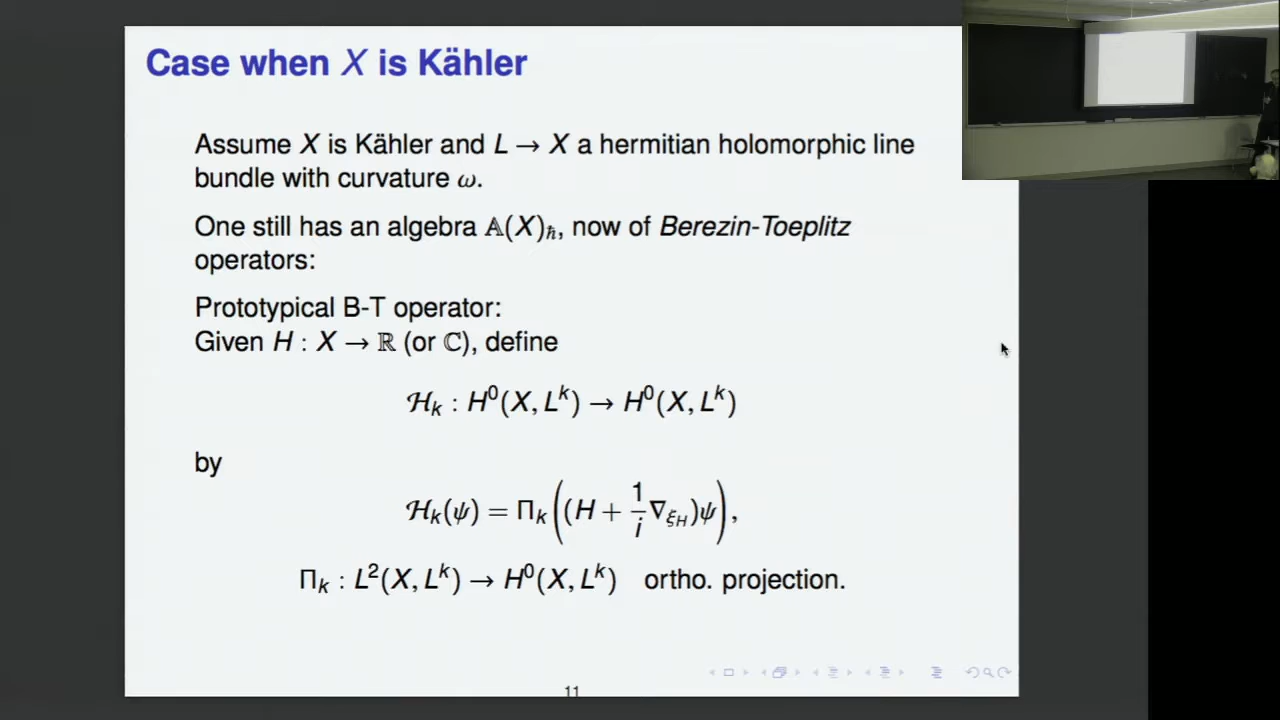 Case when X is Kähler
Assume X is Kähler and L → X a hermitian holomorphic line
bundle with curvature ω.
One still has an algebra 𝔸(X)ℏ, now of Berezin-Toeplitz
operators:
Prototypical B-T operator:
Given H : X → ℝ (or ℂ), define
ℋₖ : H⁰(X, Lᵏ) → H⁰(X, Lᵏ)
by
ℋₖ(ψ) = Πₖ((H + 1/i ∇_{ξ_H})ψ),
Πₖ : L²(X, Lᵏ) → H⁰(X, Lᵏ) ortho. projection.
11